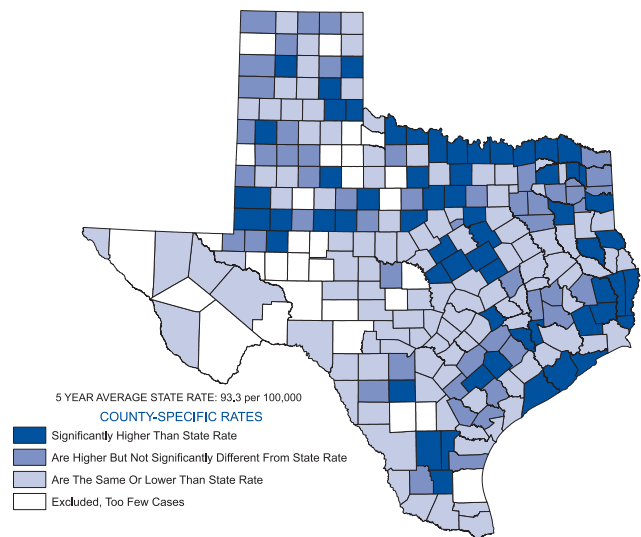 5 YEAR AVERAGE STATE RATE: 93.3 per 100,000
COUNTY-SPECIFIC RATES
Significantly Higher Than State Rate
Are Higher But Not Significantly Different From State Rate
Are The Same Or Lower Than State Rate
Excluded, Too Few Cases